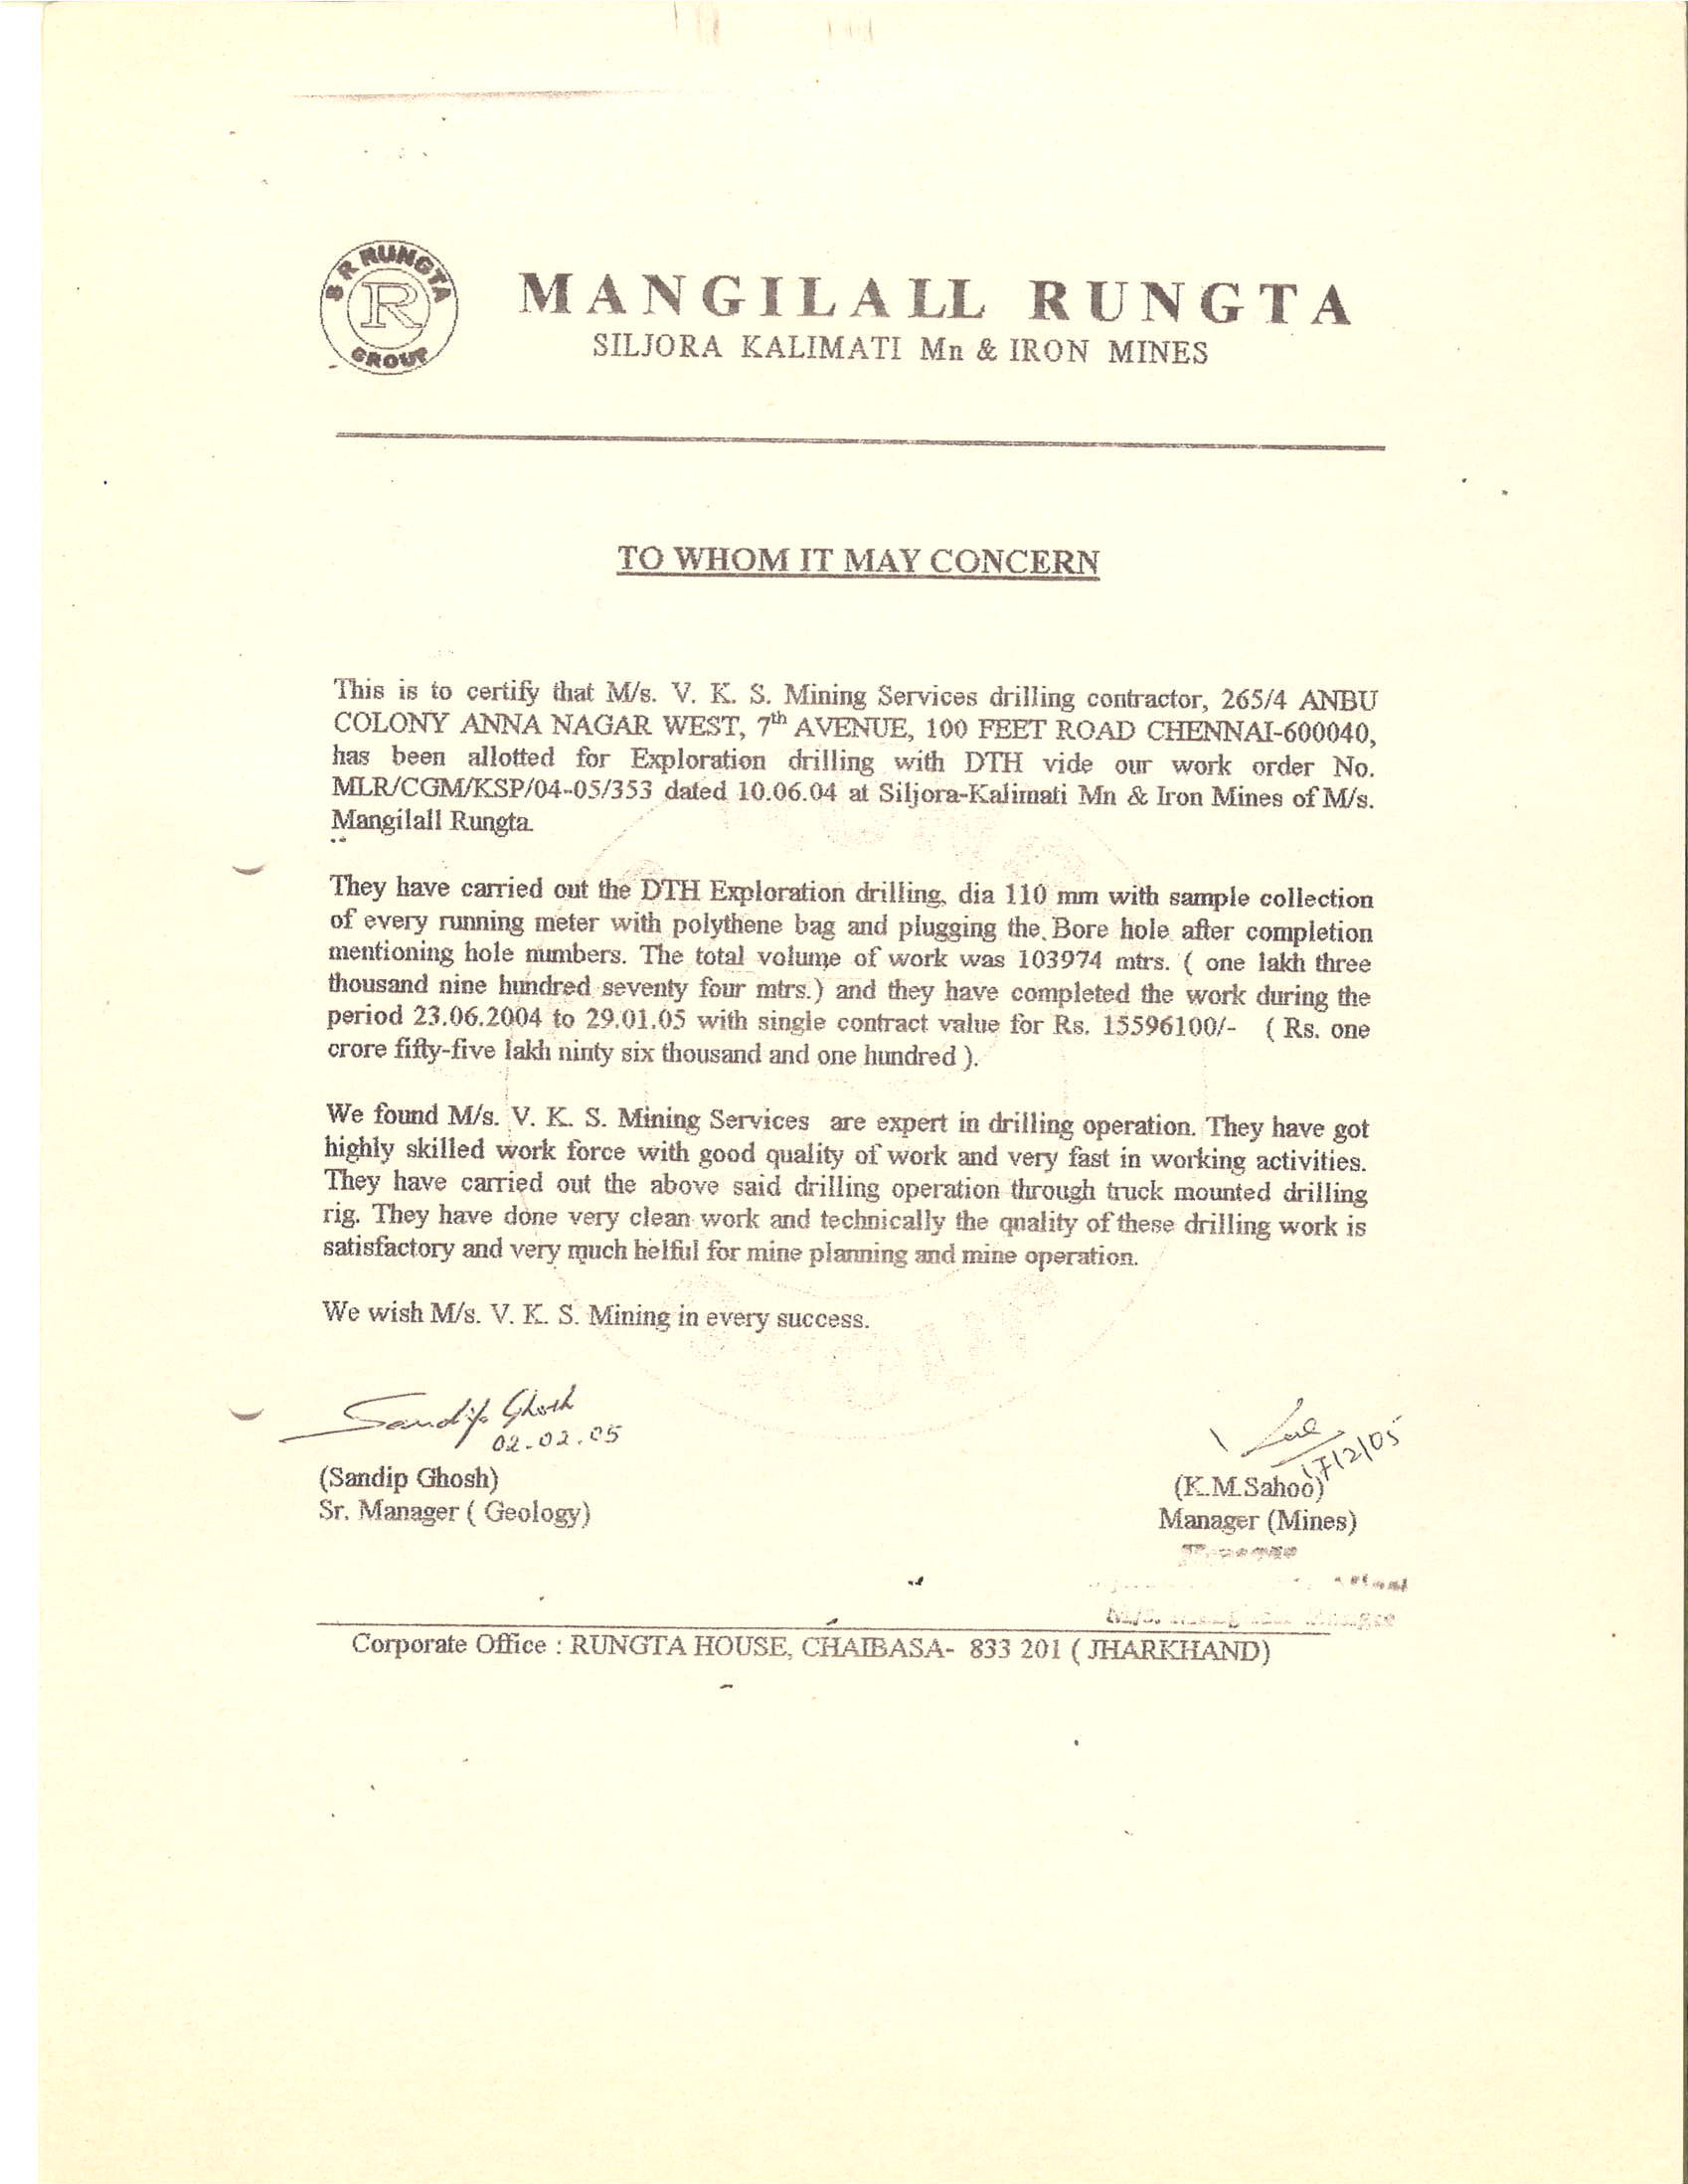 S R RUNGTA
R
GROUP
MANGILALL RUNGTA
SILJORA KALIMATI Mn & IRON MINES
TO WHOM IT MAY CONCERN
This is to certify that M/s. V. K. S. Mining Services drilling contractor, 265/4 ANBU
COLONY ANNA NAGAR WEST, 7th AVENUE, 100 FEET ROAD CHENNAI-600040,
has been allotted for Exploration drilling with DTH vide our work order No.
MLR/CGM/KSP/04-05/353 dated 10.06.04 at Siljora-Kalimati Mn & Iron Mines of M/s.
Mangilall Rungta.
They have carried out the DTH Exploration drilling, dia 110 mm with sample collection
of every running meter with polythene bag and plugging the Bore hole after completion
mentioning hole numbers. The total volume of work was 103974 mtrs. ( one lakh three
thousand nine hundred seventy four mtrs.) and they have completed the work during the
period 23.06.2004 to 29.01.05 with single contract value for Rs. 15596100/- ( Rs. one
crore fifty-five lakh ninty six thousand and one hundred ).
We found M/s. V. K. S. Mining Services are expert in drilling operation. They have got
highly skilled work force with good quality of work and very fast in working activities.
They have carried out the above said drilling operation through truck mounted drilling
rig. They have done very clean work and technically the quality of these drilling work is
satisfactory and very much helful for mine planning and mine operation.
We wish M/s. V. K. S. Mining in every success.
Sandip Ghosh
02.02.05
(Sandip Ghosh)
Sr. Manager ( Geology)
(K.M.Sahoo)
Manager (Mines)
Corporate Office : RUNGTA HOUSE, CHAIBASA- 833 201 ( JHARKHAND)